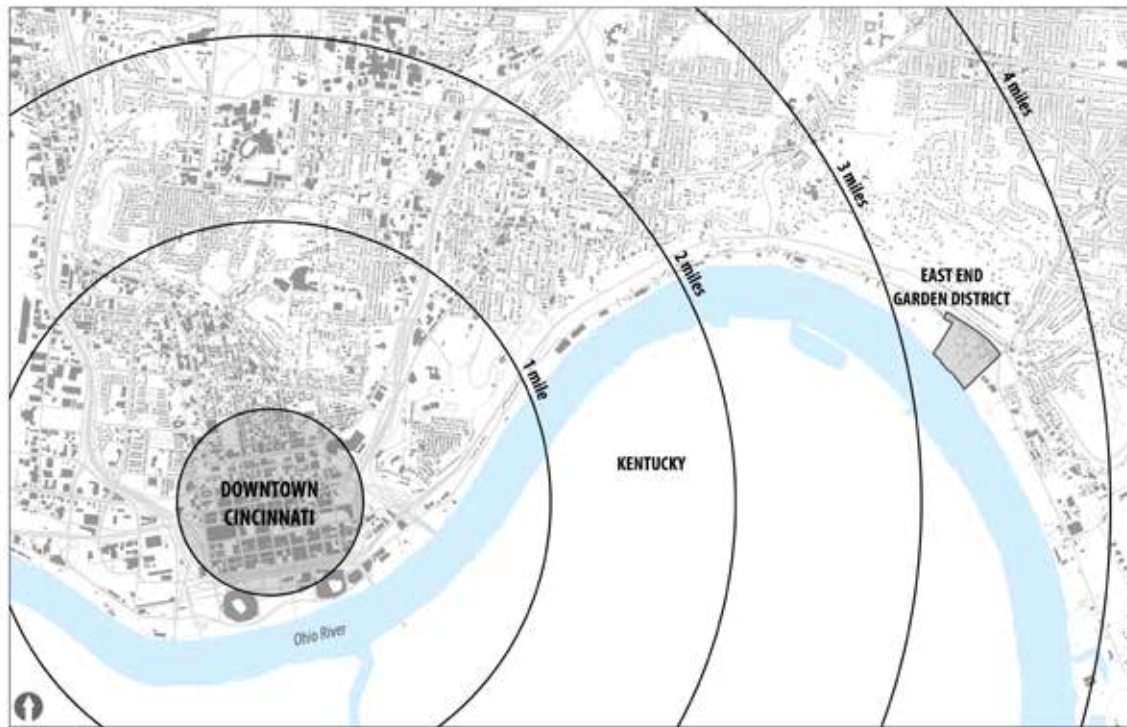 4 miles
3 miles
2 miles
1 mile
EAST END
GARDEN DISTRICT
KENTUCKY
DOWNTOWN
CINCINNATI
Ohio River